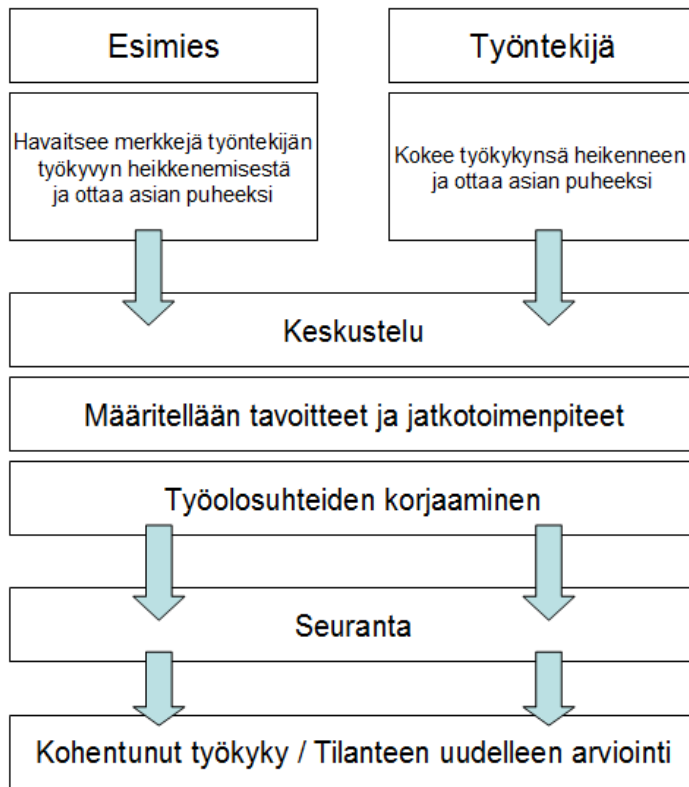 Esimies
Työntekijä
Havaitsee merkkejä työntekijän
työkyvyn heikkenemisestä
ja ottaa asian puheeksi
Kokee työkykynsä heikenneen
ja ottaa asian puheeksi
Keskustelu
Määritellään tavoitteet ja jatkotoimenpiteet
Työolosuhteiden korjaaminen
Seuranta
Kohentunut työkyky / Tilanteen uudelleen arviointi